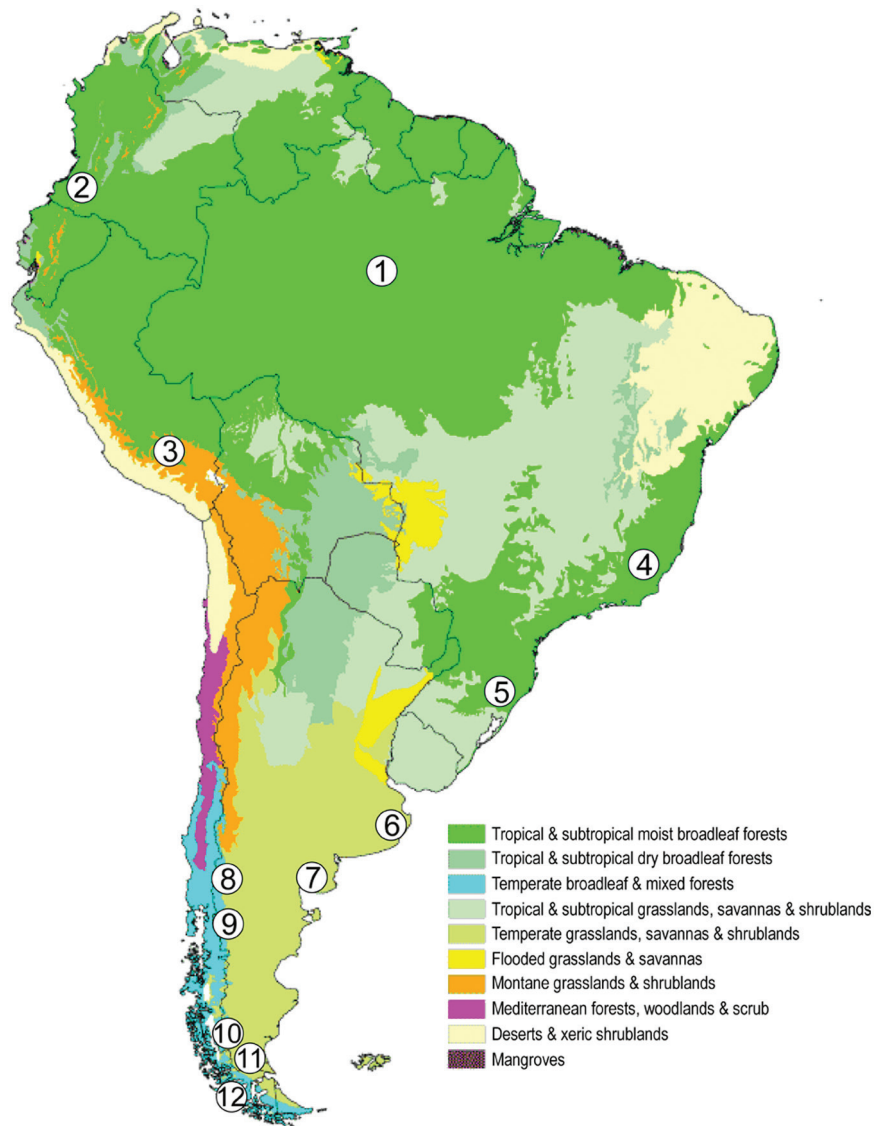 2
1
3
4
5
6
7
8
9
10
11
12
Tropical & subtropical moist broadleaf forests
Tropical & subtropical dry broadleaf forests
Temperate broadleaf & mixed forests
Tropical & subtropical grasslands, savannas & shrublands
Temperate grasslands, savannas & shrublands
Flooded grasslands & savannas
Montane grasslands & shrublands
Mediterranean forests, woodlands & scrub
Deserts & xeric shrublands
Mangroves